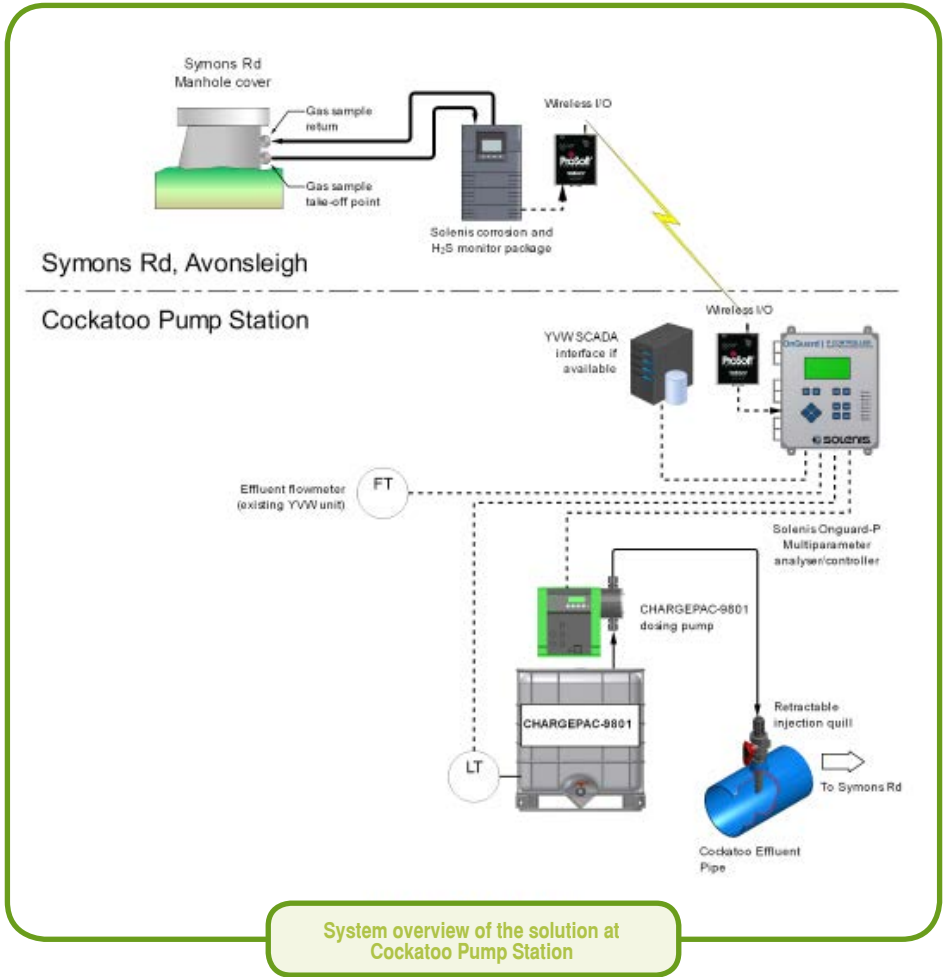 Symons Rd
Manhole cover
Gas sample
return
Gas sample
take-off point
Wireless I/O
ProSoft
Solenis corrosion and
H₂S monitor package
Symons Rd, Avonsleigh
Cockatoo Pump Station
Wireless I/O
YVW SCADA
interface if
available
ProSoft
OnGuard
SOLENIS
FT
Effluent flowmeter
(existing YVW unit)
Solenis Onguard-P
Multiparameter
analyser/controller
CHARGEPAC-9801
dosing pump
CHARGEPAC-9801
LT
Retractable
injection quill
To Symons Rd
Cockatoo Effluent
Pipe
System overview of the solution at
Cockatoo Pump Station